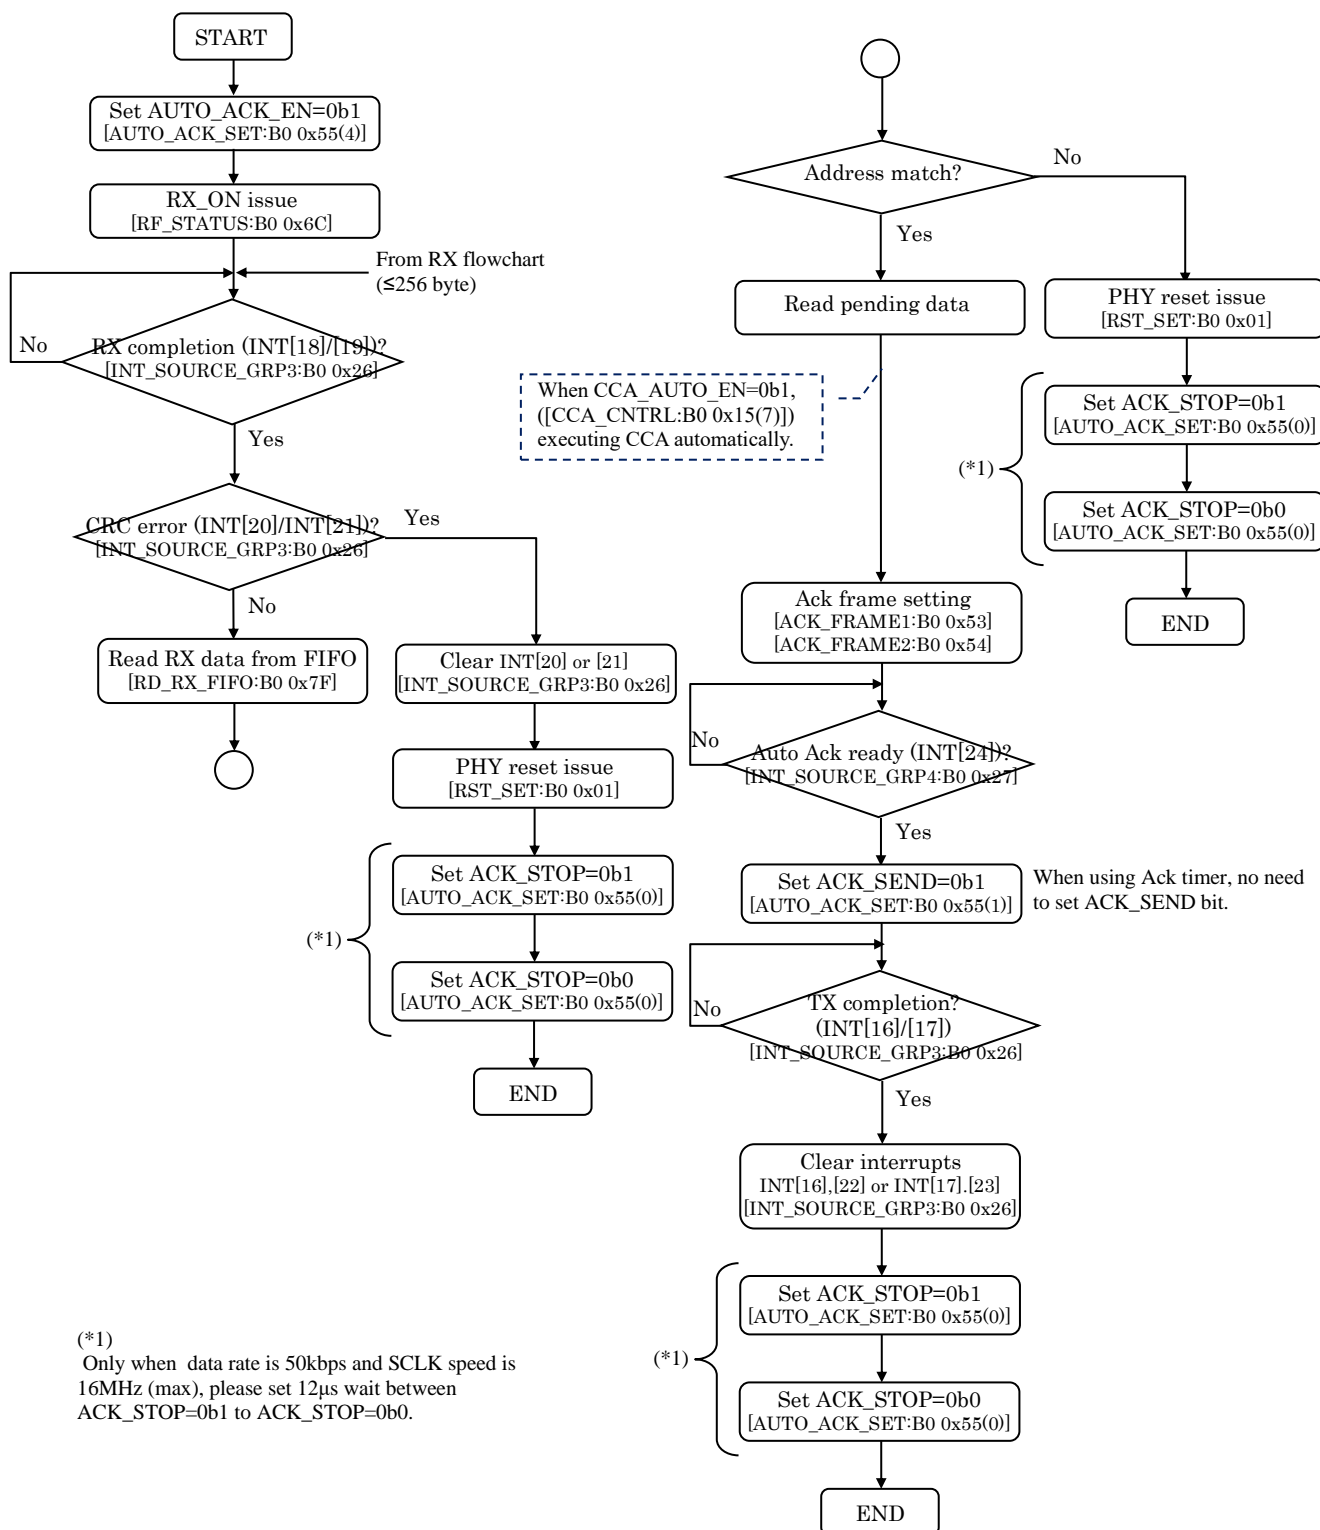 START
Set AUTO_ACK_EN=0b1
[AUTO_ACK_SET:B0 0x55(4)]
RX_ON issue
[RF_STATUS:B0 0x6C]
From RX flowchart
(≤256 byte)
No
RX completion (INT[18]/[19])?
[INT_SOURCE_GRP3:B0 0x26]
Yes
CRC error (INT[20]/INT[21])?
[INT_SOURCE_GRP3:B0 0x26]
Yes
No
Read RX data from FIFO
[RD_RX_FIFO:B0 0x7F]
Clear INT[20] or [21]
[INT_SOURCE_GRP3:B0 0x26]
PHY reset issue
[RST_SET:B0 0x01]
Set ACK_STOP=0b1
[AUTO_ACK_SET:B0 0x55(0)]
(*1)
Set ACK_STOP=0b0
[AUTO_ACK_SET:B0 0x55(0)]
END
Address match?
No
Yes
Read pending data
PHY reset issue
[RST_SET:B0 0x01]
When CCA_AUTO_EN=0b1,
([CCA_CNTRL:B0 0x15(7)])
executing CCA automatically.
Set ACK_STOP=0b1
[AUTO_ACK_SET:B0 0x55(0)]
(*1)
Set ACK_STOP=0b0
[AUTO_ACK_SET:B0 0x55(0)]
END
Ack frame setting
[ACK_FRAME1:B0 0x53]
[ACK_FRAME2:B0 0x54]
No
Auto Ack ready (INT[24])?
[INT_SOURCE_GRP4:B0 0x27]
Yes
Set ACK_SEND=0b1
[AUTO_ACK_SET:B0 0x55(1)]
When using Ack timer, no need
to set ACK_SEND bit.
No
TX completion?
(INT[16]/[17])
[INT_SOURCE_GRP3:B0 0x26]
Yes
Clear interrupts
INT[16],[22] or INT[17].[23]
[INT_SOURCE_GRP3:B0 0x26]
Set ACK_STOP=0b1
[AUTO_ACK_SET:B0 0x55(0)]
(*1)
Set ACK_STOP=0b0
[AUTO_ACK_SET:B0 0x55(0)]
END
(*1)
Only when data rate is 50kbps and SCLK speed is
16MHz (max), please set 12μs wait between
ACK_STOP=0b1 to ACK_STOP=0b0.